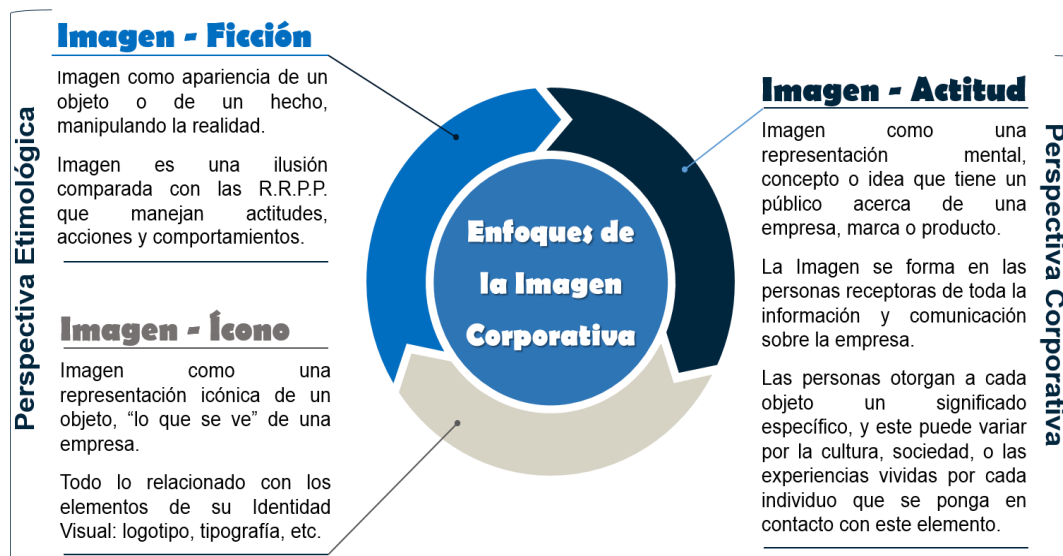 Perspectiva Etimológica
Imagen - Ficción
Imagen como apariencia de un
objeto o de un hecho,
manipulando la realidad.
Imagen es una ilusión
comparada con las R.R.P.P.
que manejan actitudes,
acciones y comportamientos.
Imagen - Ícono
Imagen como una
representación icónica de un
objeto, “lo que se ve” de una
empresa.
Todo lo relacionado con los
elementos de su Identidad
Visual: logotipo, tipografía, etc.
Enfoques de
la Imagen
Corporativa
Imagen - Actitud
Imagen como una
representación mental,
concepto o idea que tiene un
público acerca de una
empresa, marca o producto.
La Imagen se forma en las
personas receptoras de toda la
información y comunicación
sobre la empresa.
Las personas otorgan a cada
objeto un significado
específico, y este puede variar
por la cultura, sociedad, o las
experiencias vividas por cada
individuo que se ponga en
contacto con este elemento.
Perspectiva Corporativa